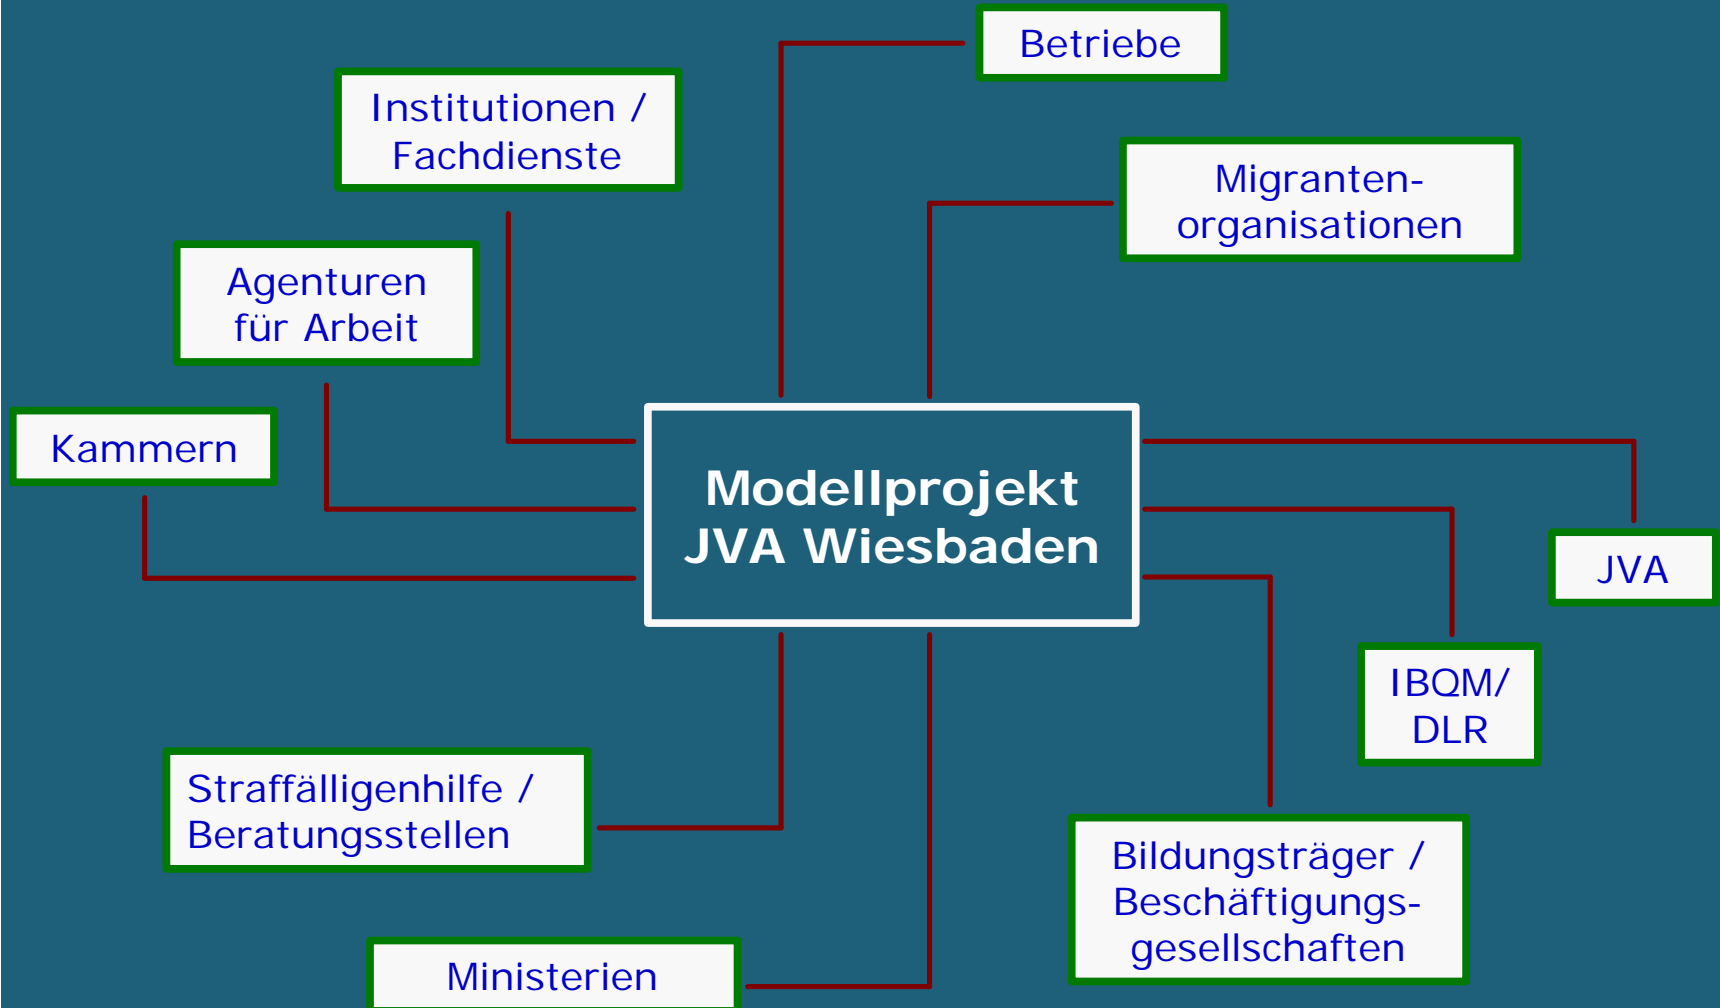 Betriebe
Institutionen /
Fachdienste
Migranten-
organisationen
Agenturen
für Arbeit
Kammern
Modellprojekt
JVA Wiesbaden
JVA
IBQM/
DLR
Straffälligenhilfe /
Beratungsstellen
Bildungsträger /
Beschäftigungs-
gesellschaften
Ministerien